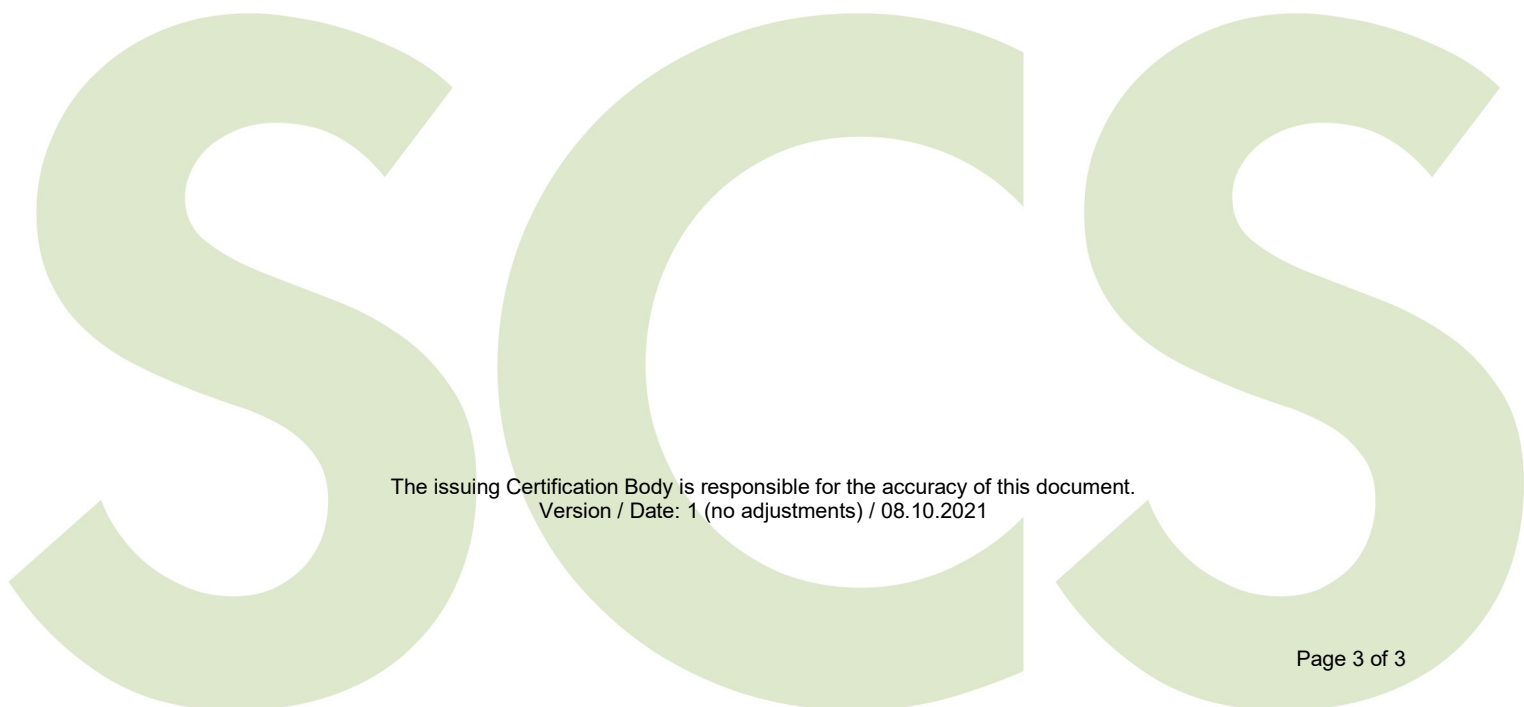 SCS
The issuing Certification Body is responsible for the accuracy of this document.
Version / Date: 1 (no adjustments) / 08.10.2021
Page 3 of 3